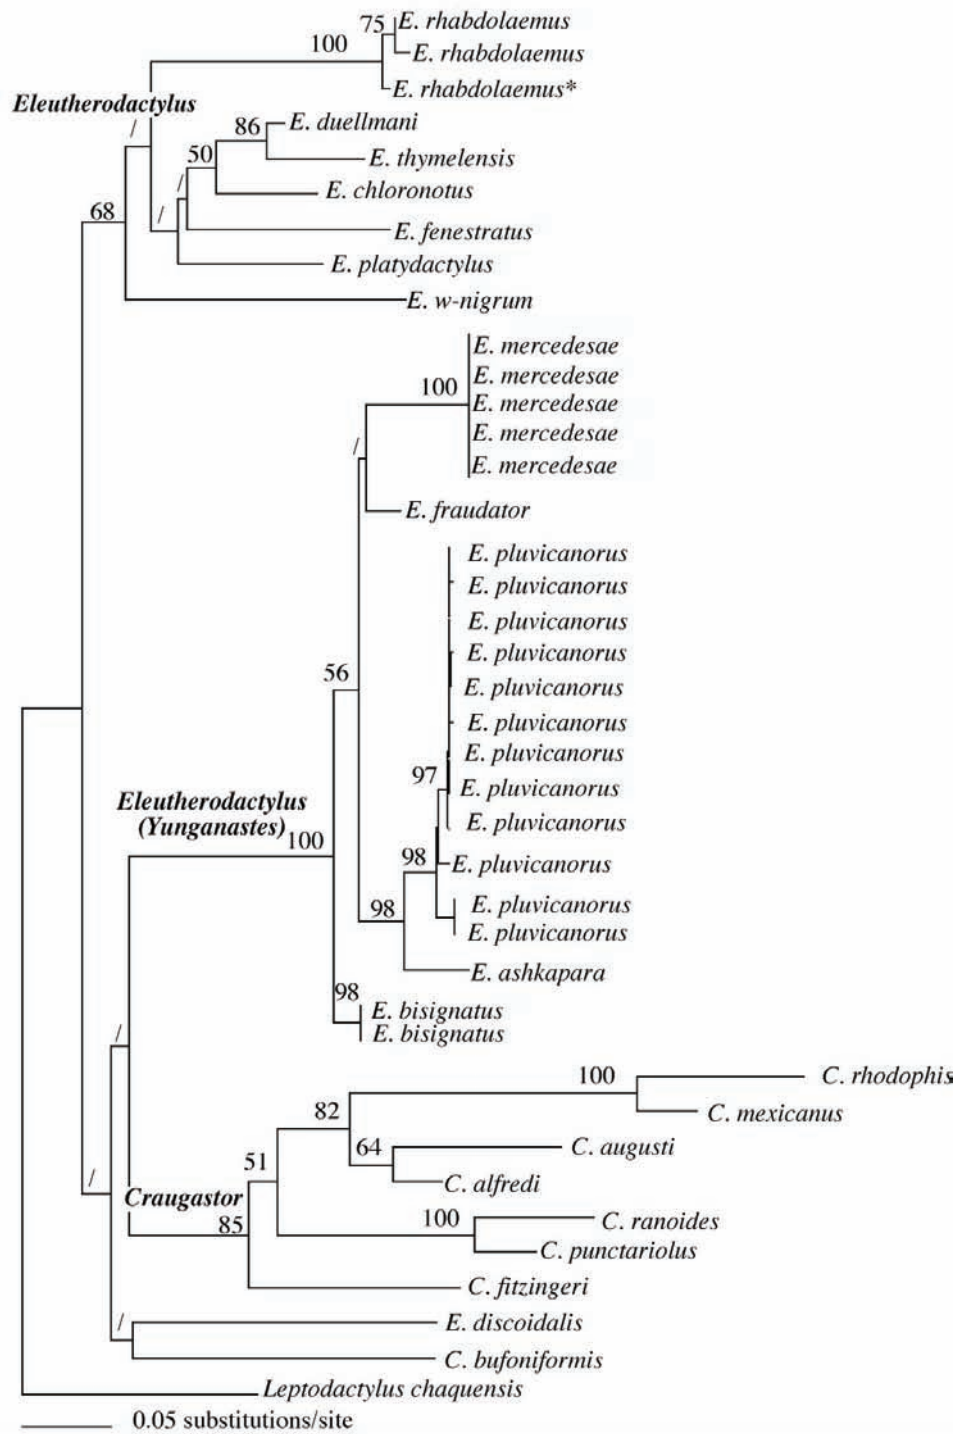 75 E. rhabdolaemus
100 E. rhabdolaemus
E. rhabdolaemus*
Eleutherodactylus
/
86 E. duellmani
50 E. thymelensis
/ E. chloronotus
68 / E. fenestratus
E. platydactylus
E. w-nigrum
E. mercedesae
E. mercedesae
100 E. mercedesae
E. mercedesae
/
E. mercedesae
E. fraudator
E. pluvicanorus
E. pluvicanorus
E. pluvicanorus
E. pluvicanorus
56 E. pluvicanorus
E. pluvicanorus
E. pluvicanorus
97 E. pluvicanorus
Eleutherodactylus
(Yunganastes)
100 E. pluvicanorus
98 E. pluvicanorus
98 E. pluvicanorus
E. pluvicanorus
E. ashkapara
98 E. bisignatus
E. bisignatus
/
100 C. rhodophis
82 C. mexicanus
64 C. augusti
51 C. alfredi
/
Craugastor
85 100 C. ranoides
C. punctariolus
C. fitzingeri
/ E. discoidalis
C. bufoniformis
Leptodactylus chaquensis
0.05 substitutions/site